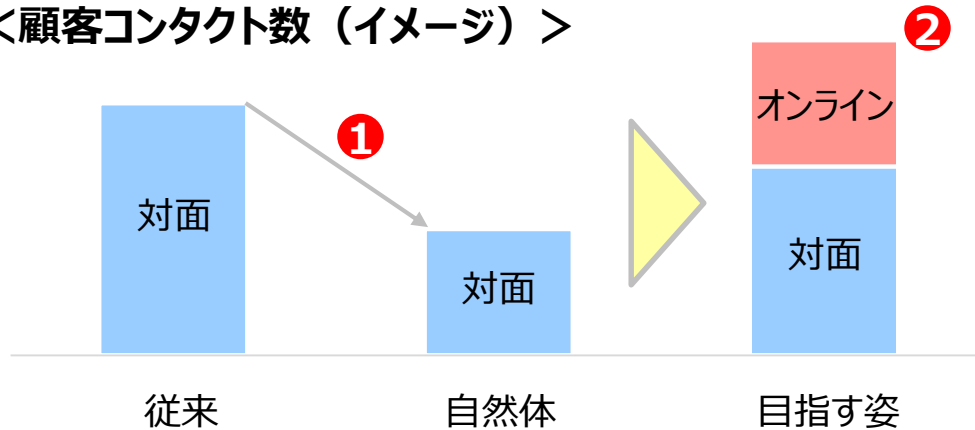 <顧客コンタクト数（イメージ）＞
❷
オンライン
❶
対面
対面
対面
従来
自然体
目指す姿